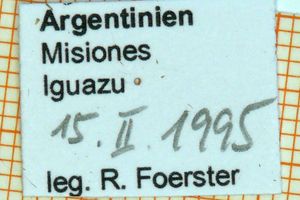 Argentinien
Misiones
Iguazu
15. II. 1995
leg. R. Foerster